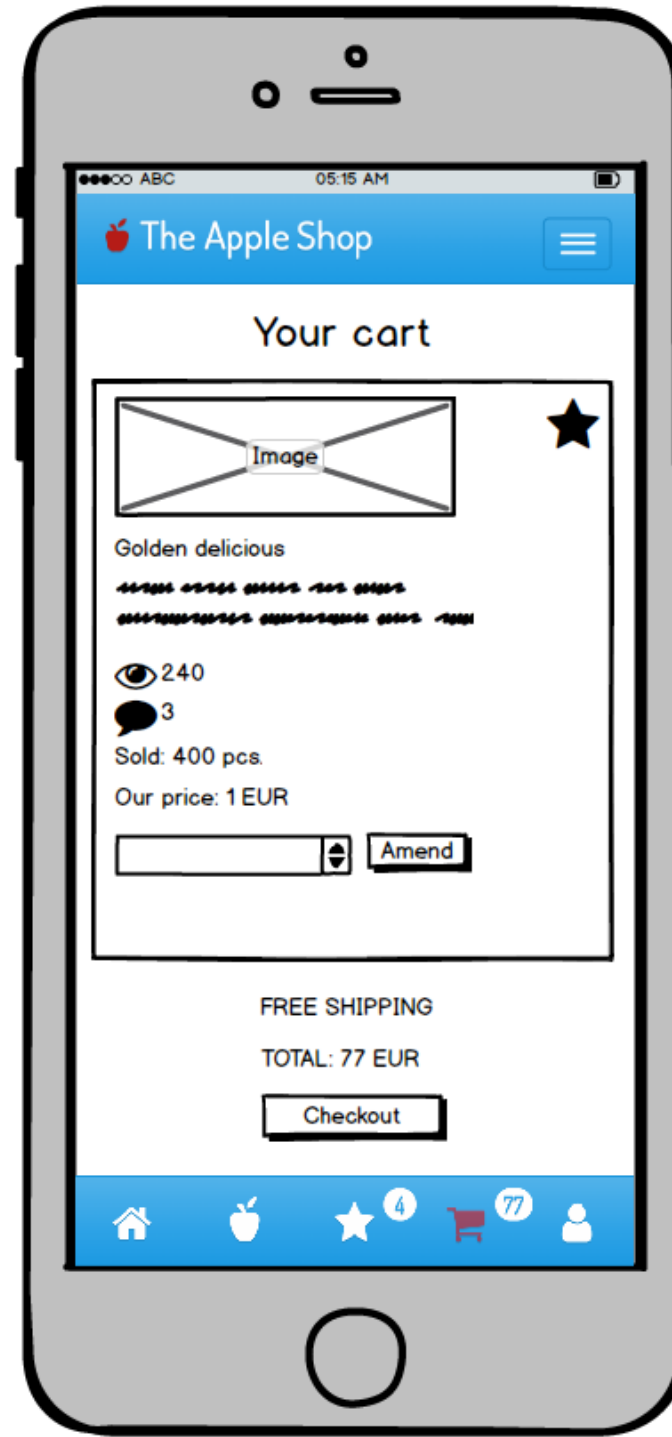 ABC 05:15 AM
The Apple Shop
Your cart
Image
Golden delicious
240
3
Sold: 400 pcs.
Our price: 1 EUR
Amend
FREE SHIPPING
TOTAL: 77 EUR
Checkout
4 77